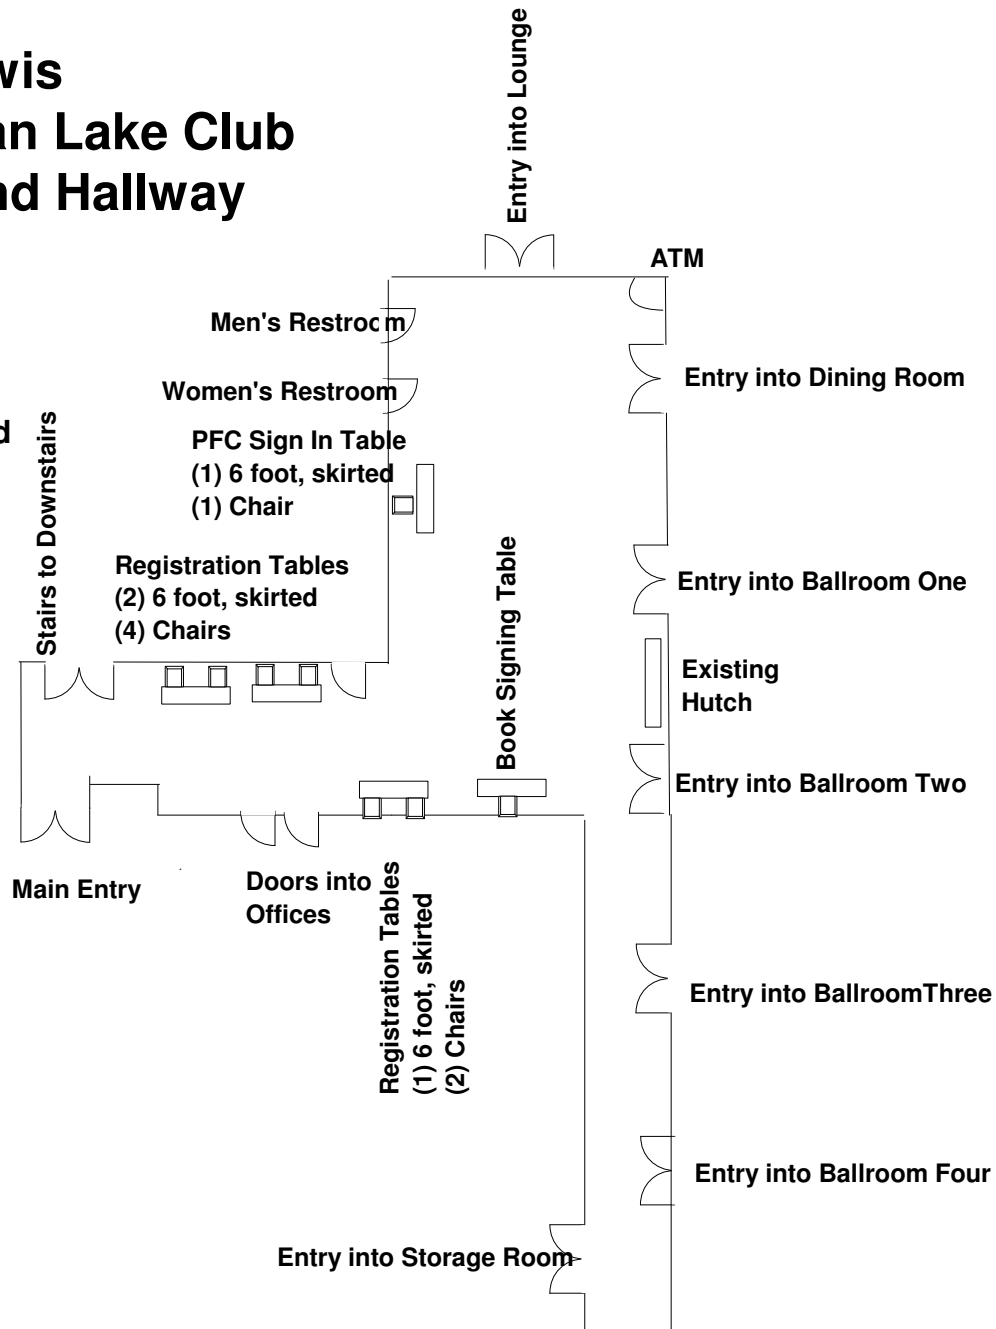 wis
an Lake Club
nd Hallway
Entry into Lounge
ATM
Men's Restroom
Entry into Dining Room
Women's Restroom
d
Stairs to Downstairs
PFC Sign In Table
(1) 6 foot, skirted
(1) Chair
Registration Tables
(2) 6 foot, skirted
(4) Chairs
Book Signing Table
Entry into Ballroom One
Existing
Hutch
Entry into Ballroom Two
Main Entry
Doors into
Offices
Registration Tables
(1) 6 foot, skirted
(2) Chairs
Entry into BallroomThree
Entry into Ballroom Four
Entry into Storage Room